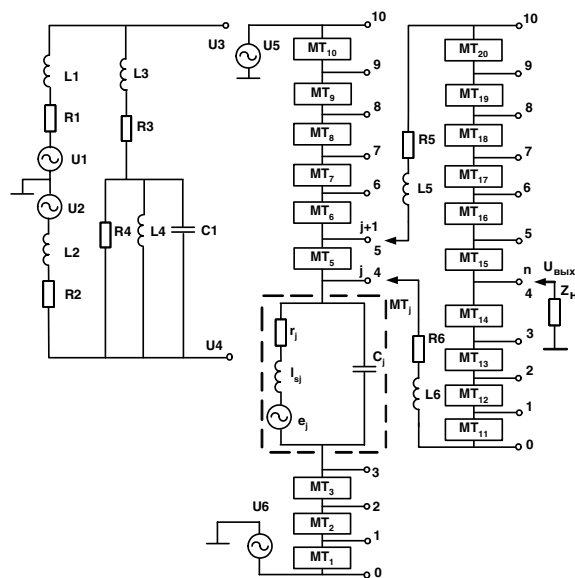 10
U3
U5
10
L1
L3
MT10
MT20
9
9
R1
R3
MT9
MT19
8
8
R5
U1
MT8
MT18
7
7
U2
MT7
L5
MT17
6
6
R4
L4
C1
MT6
MT16
L2
j+1
5
5
R2
MT5
MT15
j
4
n
4
Uвых
MTj
ZН
U4
rj
R6
MT14
Cj
3
lsj
MT13
2
L6
ej
MT12
1
MT11
0
3
MT3
U6
2
MT2
1
MT1
0